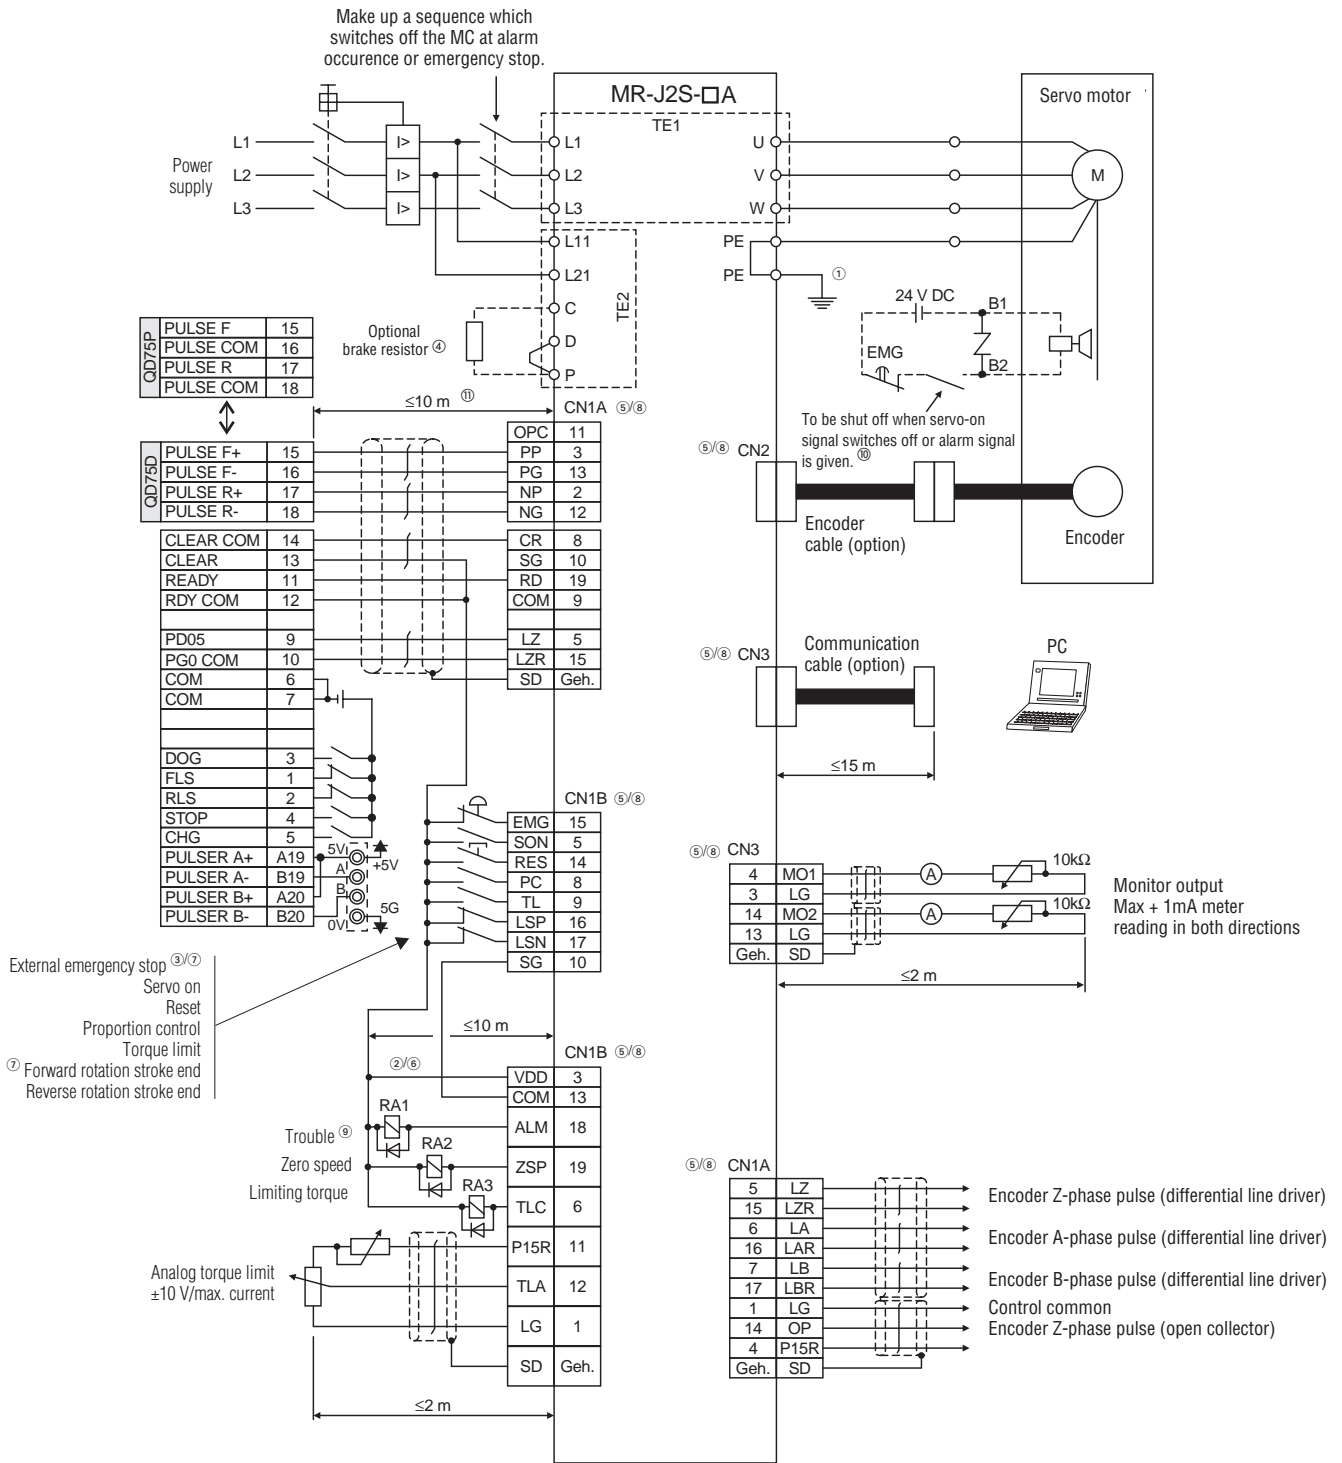 Make up a sequence which
switches off the MC at alarm
occurence or emergency stop.
MR-J2S-□A
Servo motor
TE1
L1
L2
L3
Power
supply
I>
I>
I>
L1
L2
L3
L11
L21
C
D
P
TE2
U
V
W
PE
PE
①
M
24 V DC
B1
B2
EMG
To be shut off when servo-on
signal switches off or alarm signal
is given. ⑩
Optional
brake resistor ④
QD75P
PULSE F 15
PULSE COM 16
PULSE R 17
PULSE COM 18
≤10 m ⑪
CN1A ⑤/⑧
QD75D
PULSE F+ 15
PULSE F- 16
PULSE R+ 17
PULSE R- 18
CLEAR COM 14
CLEAR 13
READY 11
RDY COM 12
PD05 9
PG0 COM 10
COM 6
COM 7
DOG 3
FLS 1
RLS 2
STOP 4
CHG 5
PULSER A+ A19
PULSER A- B19
PULSER B+ A20
PULSER B- B20
5V
+5V
A
B
5G
0V
OPC 11
PP 3
PG 13
NP 2
NG 12
CR 8
SG 10
RD 19
COM 9
LZ 5
LZR 15
SD Geh.
⑤/⑧ CN2
Encoder
cable (option)
Encoder
⑤/⑧ CN3
Communication
cable (option)
PC
≤15 m
CN1B ⑤/⑧
EMG 15
SON 5
RES 14
PC 8
TL 9
LSP 16
LSN 17
SG 10
External emergency stop ③/⑦
Servo on
Reset
Proportion control
Torque limit
⑦ Forward rotation stroke end
Reverse rotation stroke end
⑤/⑧ CN3
4 MO1
3 LG
14 MO2
13 LG
Geh. SD
A
A
10kΩ
10kΩ
Monitor output
Max + 1mA meter
reading in both directions
≤2 m
≤10 m
CN1B ⑤/⑧
②/⑥
VDD 3
COM 13
ALM 18
ZSP 19
TLC 6
P15R 11
TLA 12
LG 1
SD Geh.
RA1
RA2
RA3
Trouble ⑨
Zero speed
Limiting torque
Analog torque limit
±10 V/max. current
≤2 m
⑤/⑧ CN1A
5 LZ
15 LZR
6 LA
16 LAR
7 LB
17 LBR
1 LG
14 OP
4 P15R
Geh. SD
Encoder Z-phase pulse (differential line driver)
Encoder A-phase pulse (differential line driver)
Encoder B-phase pulse (differential line driver)
Control common
Encoder Z-phase pulse (open collector)